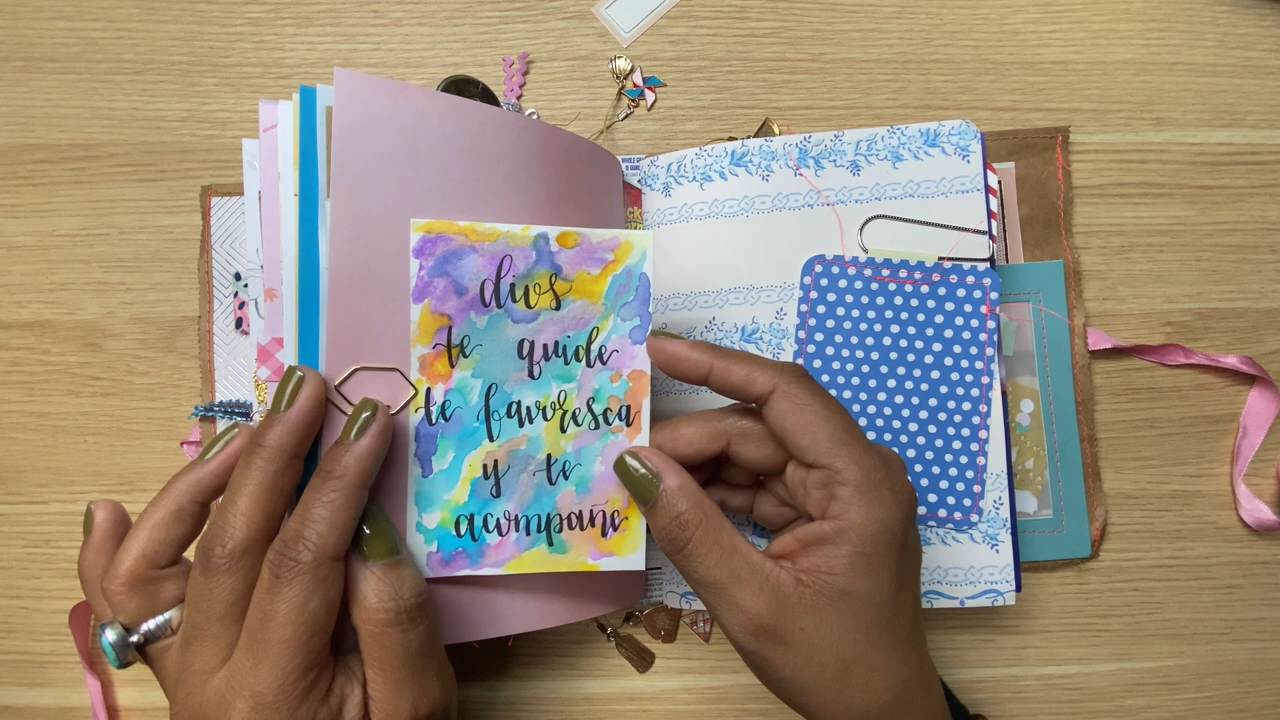 dios
te quide
te favoresca
y te
acompañe